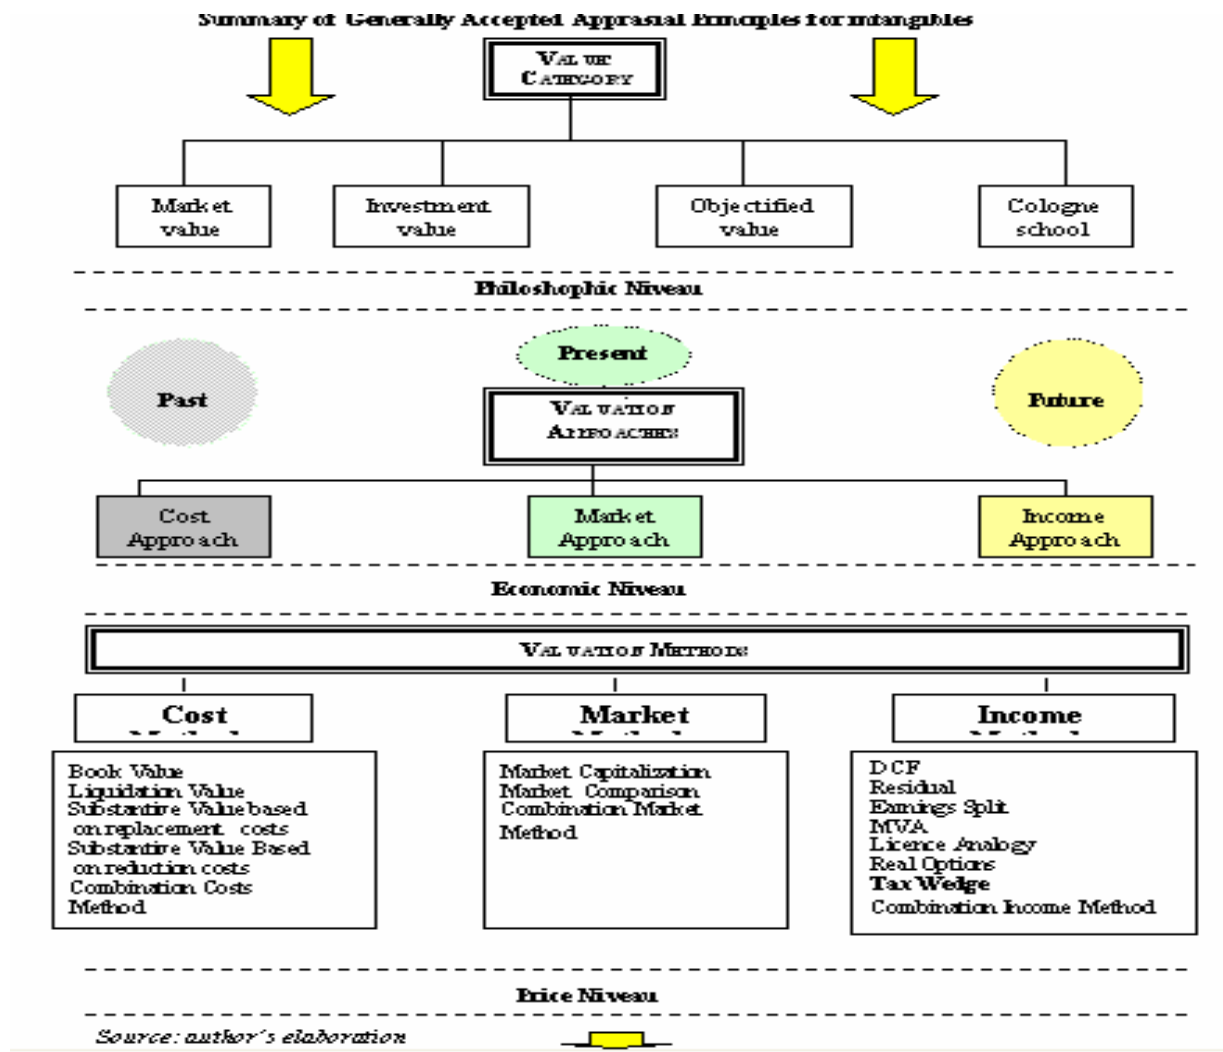 Summary of Generally Accepted Apprasial Principles for intangibles
VALUE
CATEGORY
Market
value
Investment
value
Objectified
value
Cologne
school
Philoshophic Niveau
Past
Present
Future
VALUATION
APPROACHES
Cost
Approach
Market
Approach
Income
Approach
Economic Niveau
VALUATION METHODS
Cost
Market
Income
Book Value
Liquidation Value
Substantive Value based
on replacement costs
Substantive Value Based
on reduction costs
Combination Costs
Method
Market Capitalization
Market Comparison
Combination Market
Method
DCF
Residual
Earnings Split
MVA
Licence Analogy
Real Options
Tax Wedge
Combination Income Method
Price Niveau
Source: author's elaboration